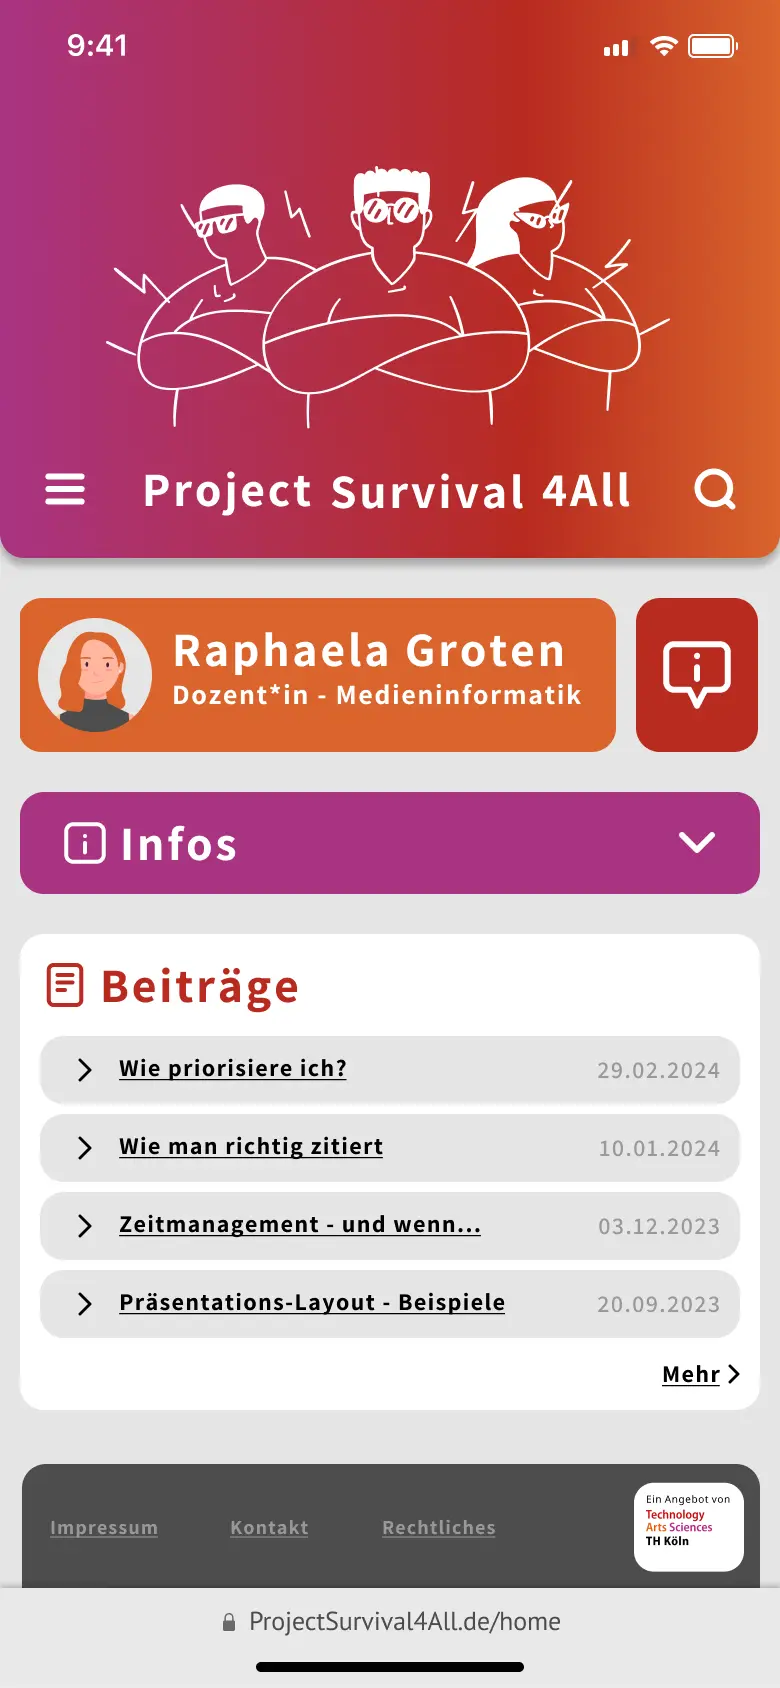 9:41
Project Survival 4All
Raphaela Groten
Dozent*in - Medieninformatik
Infos
Beiträge
Wie priorisiere ich? 29.02.2024
Wie man richtig zitiert 10.01.2024
Zeitmanagement - und wenn... 03.12.2023
Präsentations-Layout - Beispiele 20.09.2023
Mehr
Impressum Kontakt Rechtliches
Ein Angebot von
Technology
Arts Sciences
TH Köln
ProjectSurvival4All.de/home